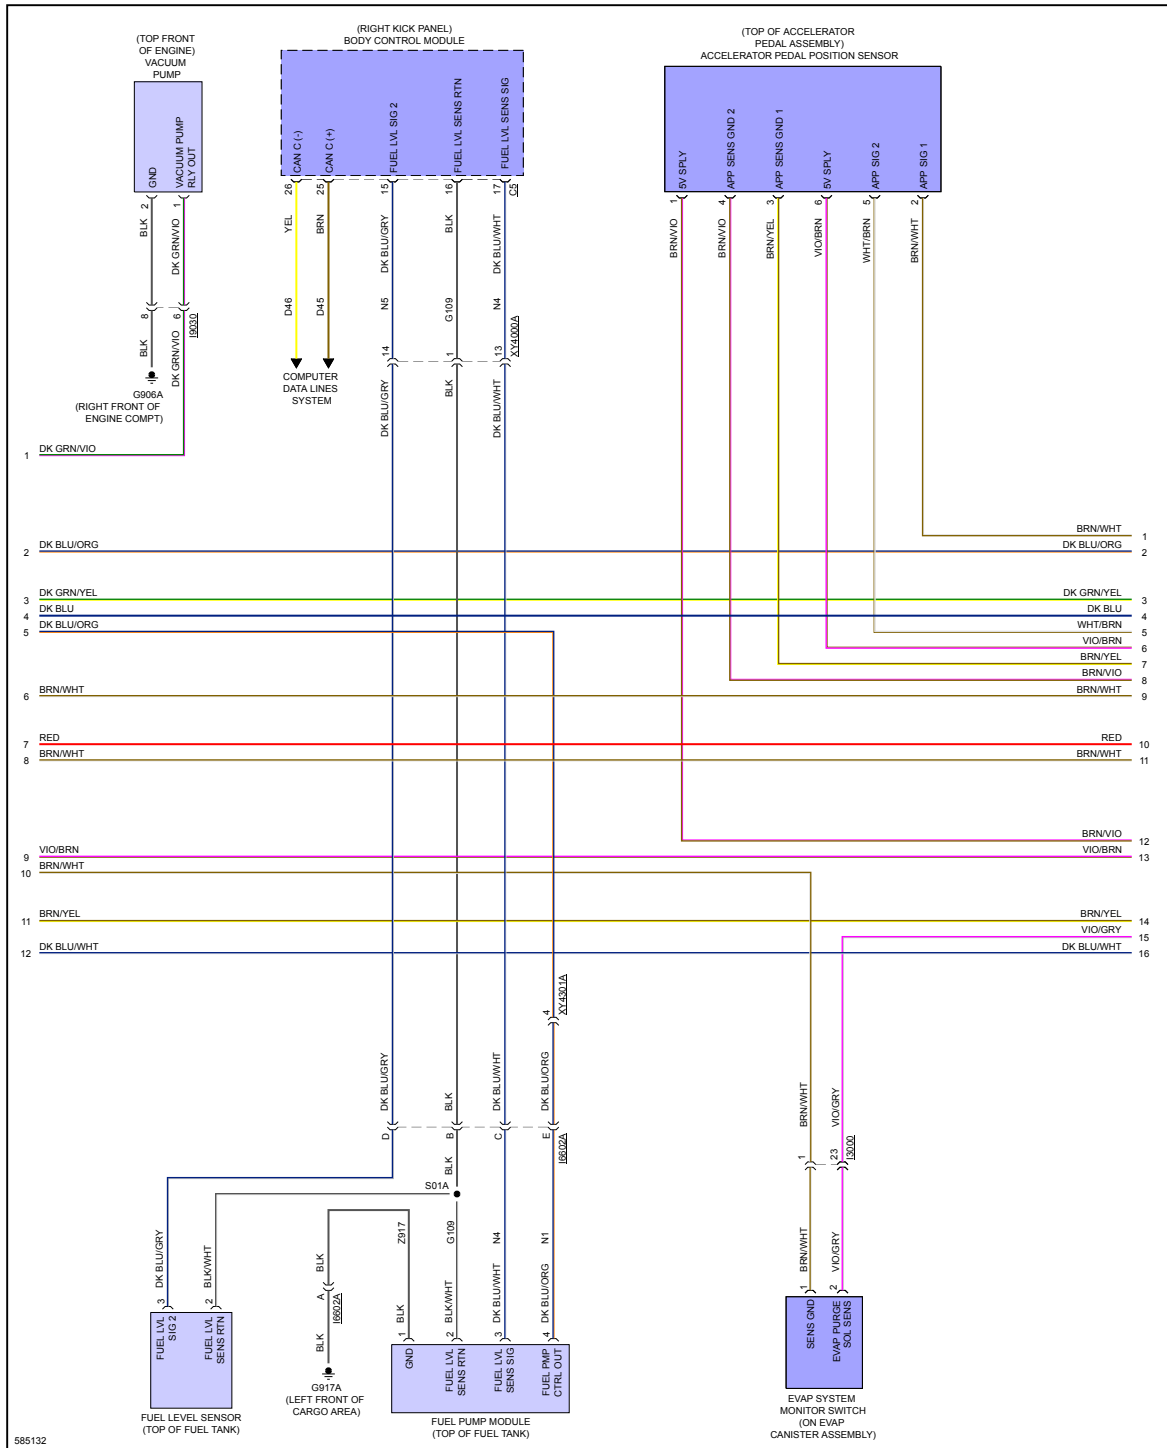 (TOP FRONT
OF ENGINE)
VACUUM
PUMP
(RIGHT KICK PANEL)
BODY CONTROL MODULE
(TOP OF ACCELERATOR
PEDAL ASSEMBLY)
ACCELERATOR PEDAL POSITION SENSOR
GND
VACUUM PUMP
RLY OUT
CAN C (-)
CAN C (+)
FUEL LVL SIG 2
FUEL LVL SENS RTN
FUEL LVL SENS SIG
5V SPLY
APP SENS GND 2
APP SENS GND 1
5V SPLY
APP SIG 2
APP SIG 1
2
1
26
25
15
16
17
C5
1
4
3
6
5
2
BLK
DK GRN/VIO
YEL
BRN
DK BLU/GRY
BLK
DK BLU/WHT
BRN/VIO
BRN/VIO
BRN/YEL
VIO/BRN
WHT/BRN
BRN/WHT
8
6
I9030
D46
D45
N5
G109
N4
BLK
DK GRN/VIO
14
1
13
XY4000A
COMPUTER
DATA LINES
SYSTEM
DK BLU/GRY
BLK
DK BLU/WHT
G906A
(RIGHT FRONT OF
ENGINE COMPT)
1 DK GRN/VIO
BRN/WHT 1
2 DK BLU/ORG
DK BLU/ORG 2
3 DK GRN/YEL
DK GRN/YEL 3
4 DK BLU
DK BLU 4
5 DK BLU/ORG
WHT/BRN 5
VIO/BRN 6
BRN/YEL 7
BRN/VIO 8
6 BRN/WHT
BRN/WHT 9
7 RED
RED 10
8 BRN/WHT
BRN/WHT 11
BRN/VIO 12
9 VIO/BRN
VIO/BRN 13
10 BRN/WHT
11 BRN/YEL
BRN/YEL 14
VIO/GRY 15
12 DK BLU/WHT
DK BLU/WHT 16
4
XY4301A
DK BLU/GRY
BLK
DK BLU/WHT
DK BLU/ORG
BRN/WHT
VIO/GRY
D
B
C
E
I6602A
1
23
I3000
BLK
S01A
Z917
G109
N4
N1
DK BLU/GRY
BLK/WHT
BLK
A
I6602A
BLK
BLK
BLK/WHT
DK BLU/WHT
DK BLU/ORG
BRN/WHT
VIO/GRY
3
2
1
2
3
4
1
2
FUEL LVL
SIG 2
FUEL LVL
SENS RTN
GND
FUEL LVL
SENS RTN
FUEL LVL
SENS SIG
FUEL PMP
CTRL OUT
SENS GND
EVAP PURGE
SOL SENS
G917A
(LEFT FRONT OF
CARGO AREA)
FUEL LEVEL SENSOR
(TOP OF FUEL TANK)
FUEL PUMP MODULE
(TOP OF FUEL TANK)
EVAP SYSTEM
MONITOR SWITCH
(ON EVAP
CANISTER ASSEMBLY)
585132